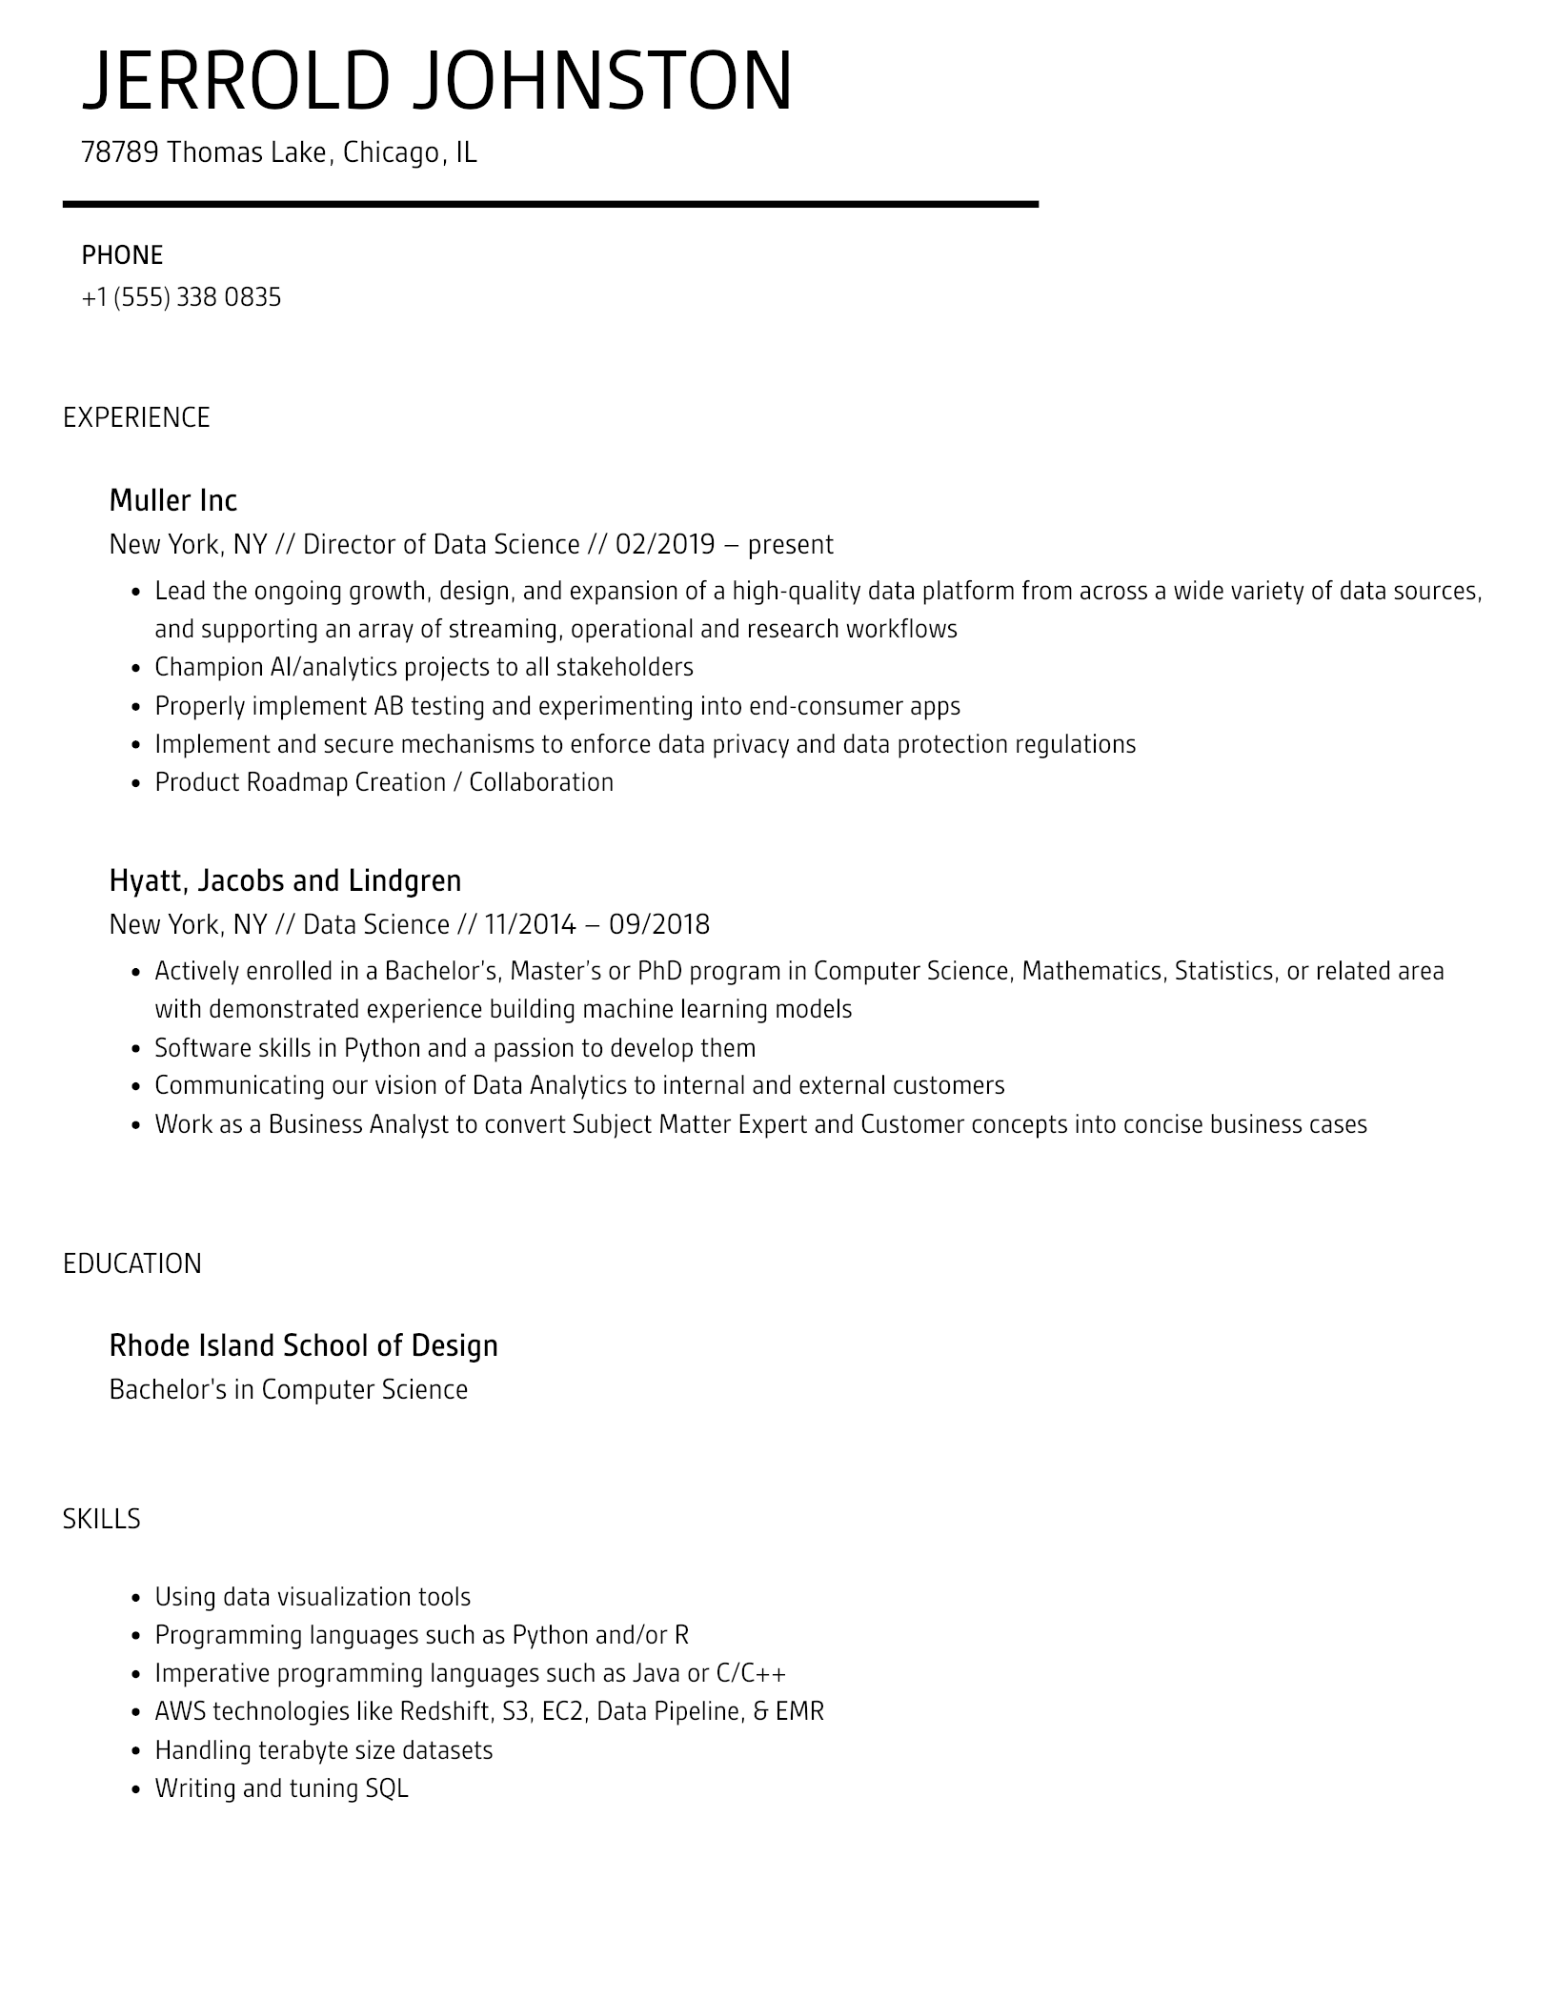 JERROLD JOHNSTON
78789 Thomas Lake, Chicago, IL
PHONE
+1 (555) 338 0835
EXPERIENCE
Muller Inc
New York, NY // Director of Data Science // 02/2019 – present
• Lead the ongoing growth, design, and expansion of a high-quality data platform from across a wide variety of data sources,
and supporting an array of streaming, operational and research workflows
• Champion AI/analytics projects to all stakeholders
• Properly implement AB testing and experimenting into end-consumer apps
• Implement and secure mechanisms to enforce data privacy and data protection regulations
• Product Roadmap Creation / Collaboration
Hyatt, Jacobs and Lindgren
New York, NY // Data Science // 11/2014 – 09/2018
• Actively enrolled in a Bachelor's, Master's or PhD program in Computer Science, Mathematics, Statistics, or related area
with demonstrated experience building machine learning models
• Software skills in Python and a passion to develop them
• Communicating our vision of Data Analytics to internal and external customers
• Work as a Business Analyst to convert Subject Matter Expert and Customer concepts into concise business cases
EDUCATION
Rhode Island School of Design
Bachelor's in Computer Science
SKILLS
• Using data visualization tools
• Programming languages such as Python and/or R
• Imperative programming languages such as Java or C/C++
• AWS technologies like Redshift, S3, EC2, Data Pipeline, & EMR
• Handling terabyte size datasets
• Writing and tuning SQL